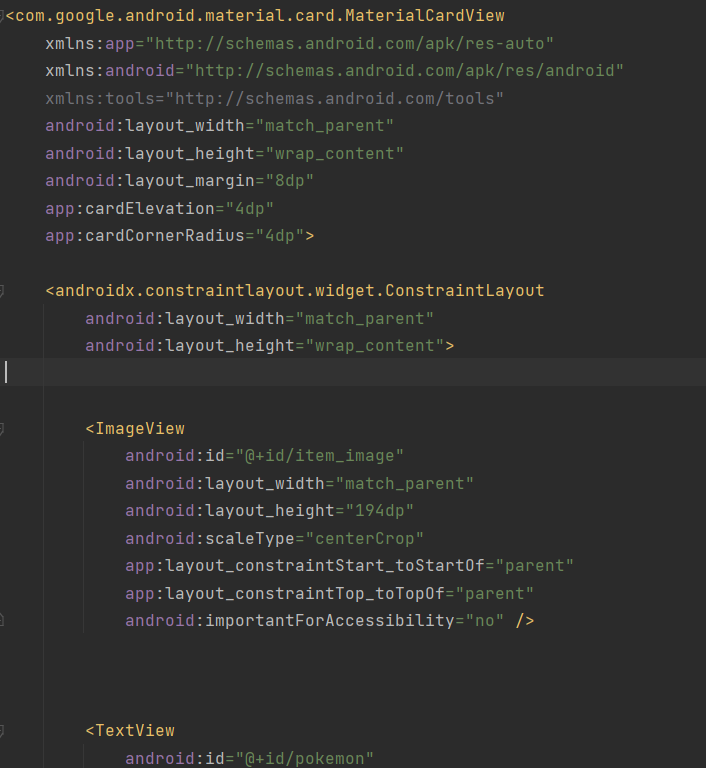 <com.google.android.material.card.MaterialCardView
    xmlns:app="http://schemas.android.com/apk/res-auto"
    xmlns:android="http://schemas.android.com/apk/res/android"
    xmlns:tools="http://schemas.android.com/tools"
    android:layout_width="match_parent"
    android:layout_height="wrap_content"
    android:layout_margin="8dp"
    app:cardElevation="4dp"
    app:cardCornerRadius="4dp">
    <androidx.constraintlayout.widget.ConstraintLayout
        android:layout_width="match_parent"
        android:layout_height="wrap_content">
        <ImageView
            android:id="@+id/item_image"
            android:layout_width="match_parent"
            android:layout_height="194dp"
            android:scaleType="centerCrop"
            app:layout_constraintStart_toStartOf="parent"
            app:layout_constraintTop_toTopOf="parent"
            android:importantForAccessibility="no" />
        <TextView
            android:id="@+id/pokemon"